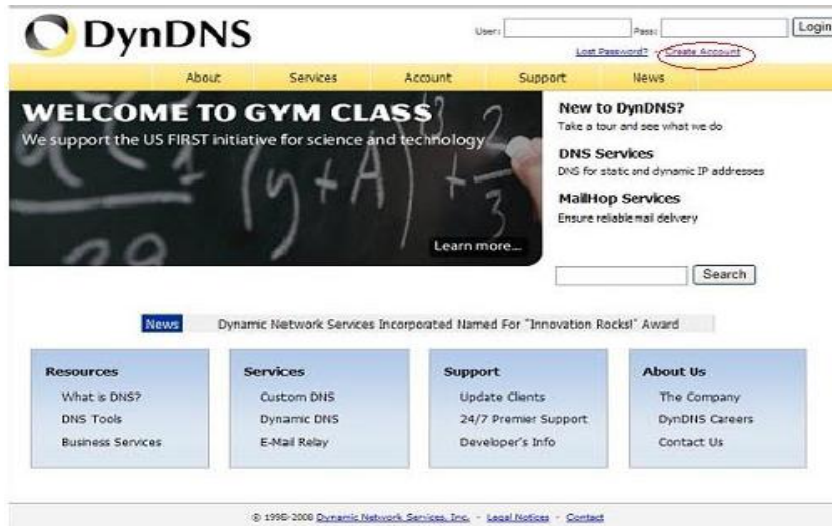 DynDNS
User: Pass: Login
Lost Password? - Create Account
About Services Account Support News
WELCOME TO GYM CLASS
We support the US FIRST initiative for science and technology
Learn more...
New to DynDNS?
Take a tour and see what we do
DNS Services
DNS for static and dynamic IP addresses
MailHop Services
Ensure reliable mail delivery
Search
News Dynamic Network Services Incorporated Named For "Innovation Rocks!" Award
Resources
What is DNS?
DNS Tools
Business Services
Services
Custom DNS
Dynamic DNS
E-Mail Relay
Support
Update Clients
24/7 Premier Support
Developer's Info
About Us
The Company
DynDNS Careers
Contact Us
© 1998-2008 Dynamic Network Services, Inc. - Legal Notices - Contact